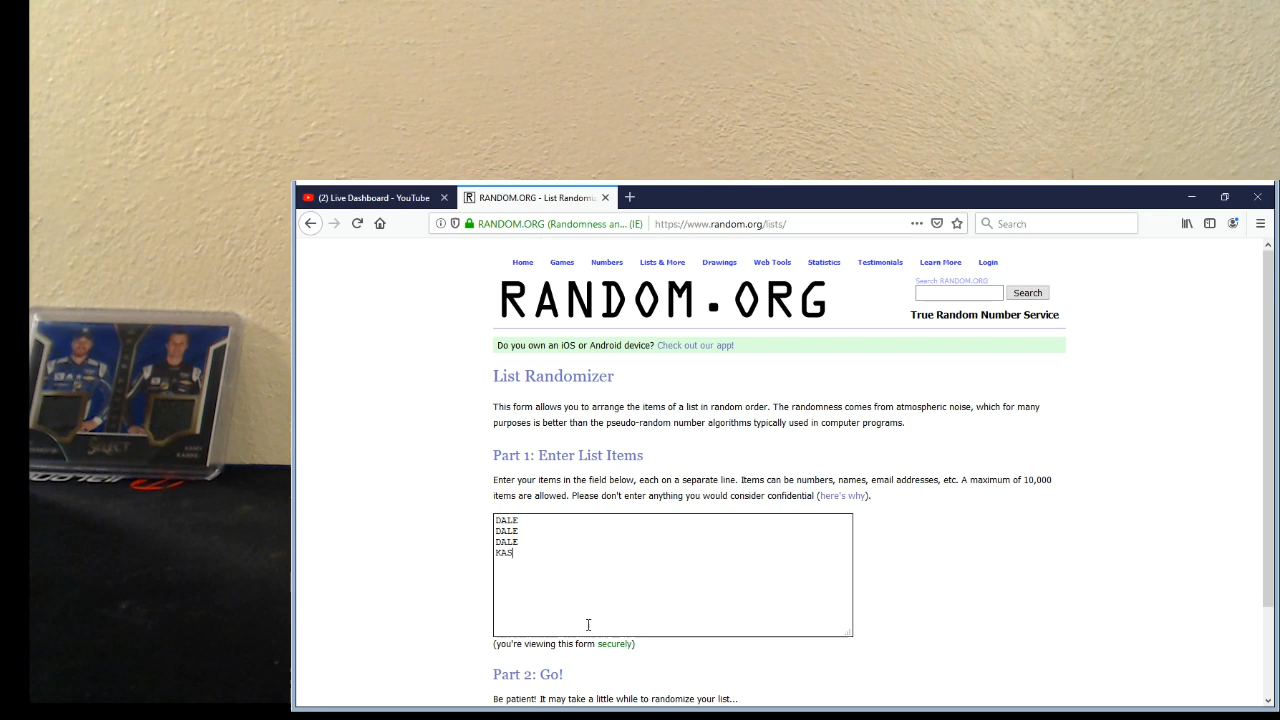 (2) Live Dashboard - YouTube
RANDOM.ORG - List Randomiz
RANDOM.ORG (Randomness an... (IE)
https://www.random.org/lists/
Search
Home Games Numbers Lists & More Drawings Web Tools Statistics Testimonials Learn More Login
Search RANDOM.ORG
Search
RANDOM.ORG
True Random Number Service
Do you own an iOS or Android device? Check out our app!
List Randomizer
This form allows you to arrange the items of a list in random order. The randomness comes from atmospheric noise, which for many
purposes is better than the pseudo-random number algorithms typically used in computer programs.
Part 1: Enter List Items
Enter your items in the field below, each on a separate line. Items can be numbers, names, email addresses, etc. A maximum of 10,000
items are allowed. Please don't enter anything you would consider confidential (here's why).
DALE
DALE
DALE
KAS
(you're viewing this form securely)
Part 2: Go!
Be patient! It may take a little while to randomize your list...
SELECT